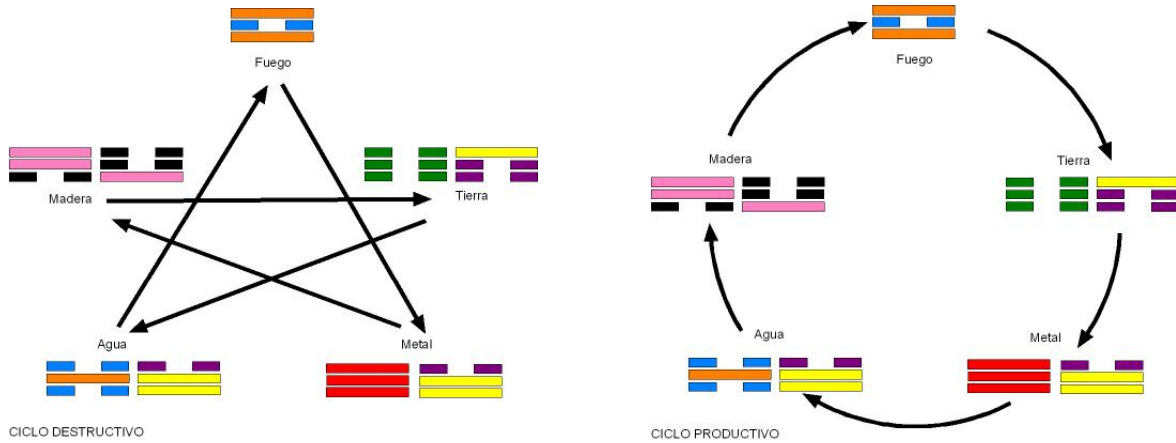 Fuego
Madera
Tierra
Agua
Metal
CICLO DESTRUCTIVO
Fuego
Madera
Tierra
Agua
Metal
CICLO PRODUCTIVO